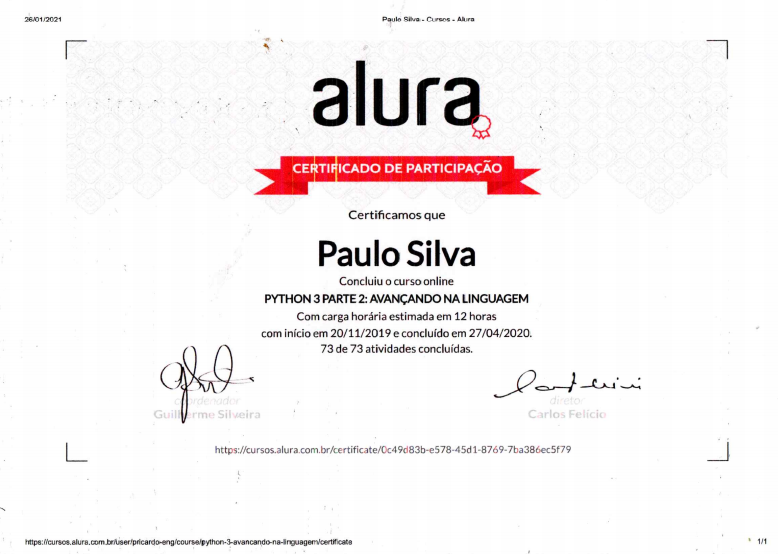 26/01/2021
Paulo Silva - Cursos - Alura
alura
CERTIFICADO DE PARTICIPAÇÃO
Certificamos que
Paulo Silva
Concluiu o curso online
PYTHON 3 PARTE 2: AVANÇANDO NA LINGUAGEM
Com carga horária estimada em 12 horas
com início em 20/11/2019 e concluído em 27/04/2020.
73 de 73 atividades concluídas.
coordenador
Guilherme Silveira
diretor
Carlos Felício
https://cursos.alura.com.br/certificate/0c49d83b-e578-45d1-8769-7ba386ec5f79
https://cursos.alura.com.br/user/pricardo-eng/course/python-3-avancando-na-linguagem/certificate
1/1